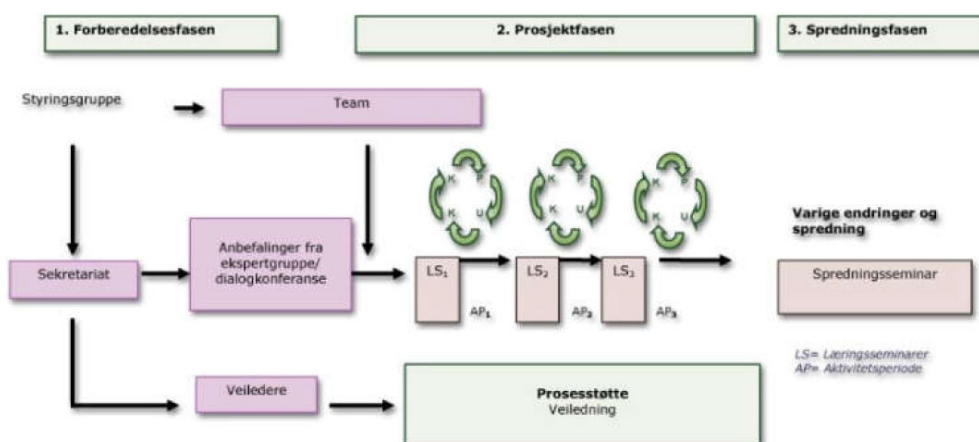 1. Forberedelsesfasen
2. Prosjektfasen
3. Spredningsfasen
Styringsgruppe
Team
K P
K U
K P
K U
K P
K U
Varige endringer og
spredning
Sekretariat
Anbefalinger fra
ekspertgruppe/
dialogkonferanse
LS₁
LS₂
LS₃
AP₁
AP₂
AP₃
Spredningsseminar
LS= Læringsseminarer
AP= Aktivitetsperiode
Veiledere
Prosesstøtte
Veiledning